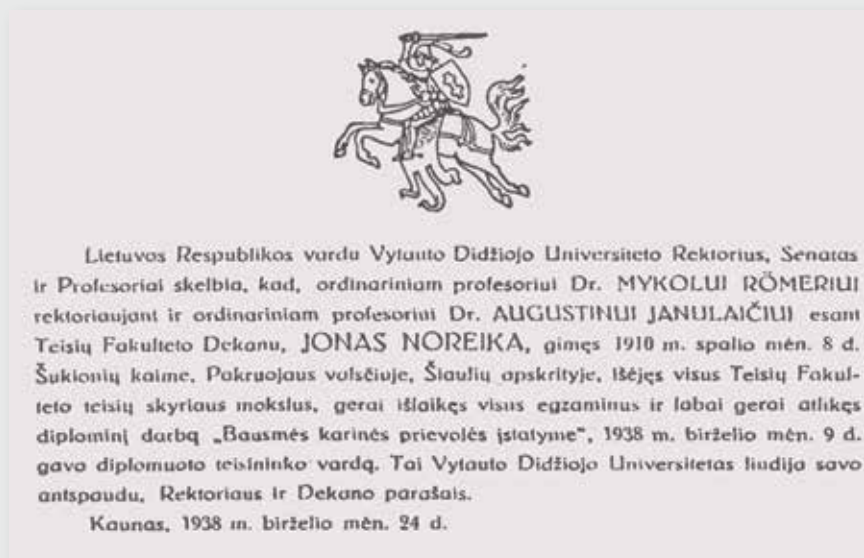 Lietuvos Respublikos vardu Vytauto Didžiojo Universiteto Rektorius, Senatas
ir Profesoriai skelbia, kad, ordinariniam profesoriui Dr. MYKOLUI RÖMERIUI
rektoriaujant ir ordinariniam profesoriui Dr. AUGUSTINUI JANULAIČIUI esant
Teisių Fakulteto Dekanu, JONAS NOREIKA, gimęs 1910 m. spalio mėn. 8 d.
Šukionių kaime, Pakruojaus valsčiuje, Šiaulių apskrityje, išėjęs visus Teisių Fakul-
teto teisių skyriaus mokslus, gerai išlaikęs visus egzaminus ir labai gerai atlikęs
diplominį darbą „Bausmės karinės prievolės įstatyme“, 1938 m. birželio mėn. 9 d.
gavo diplomuoto teisininko vardą. Tai Vytauto Didžiojo Universitetas liudija savo
antspaudu, Rektoriaus ir Dekano parašais.
Kaunas, 1938 m. birželio mėn. 24 d.